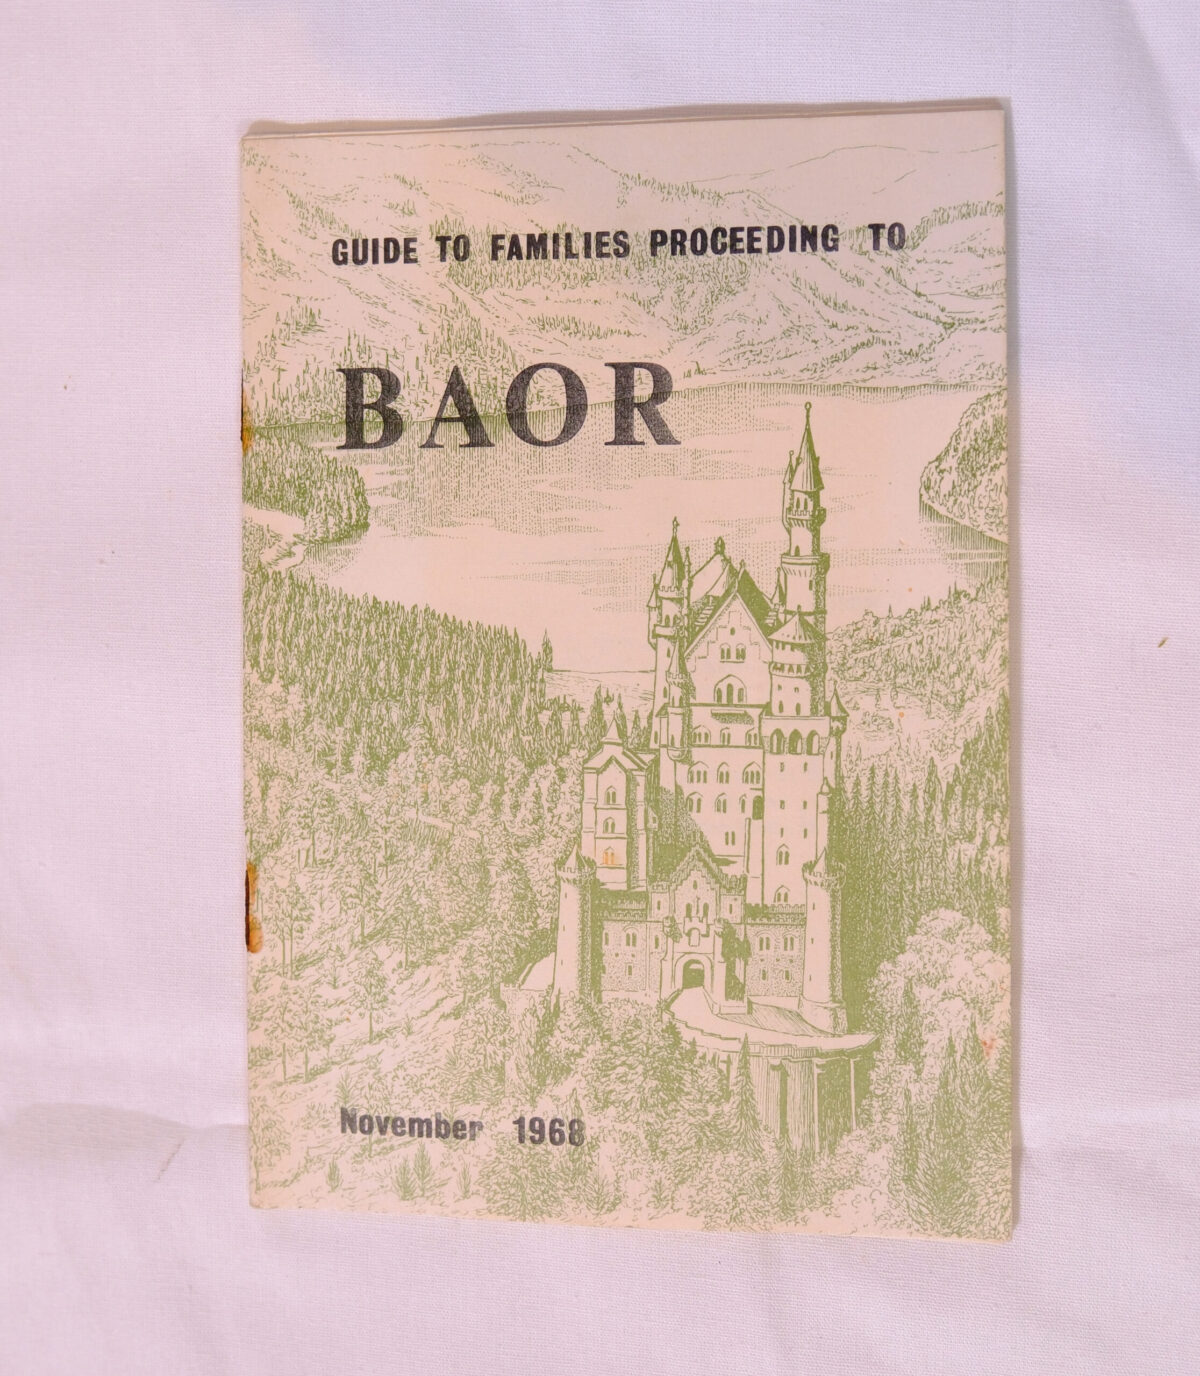 GUIDE TO FAMILIES PROCEEDING TO
BAOR
November 1968